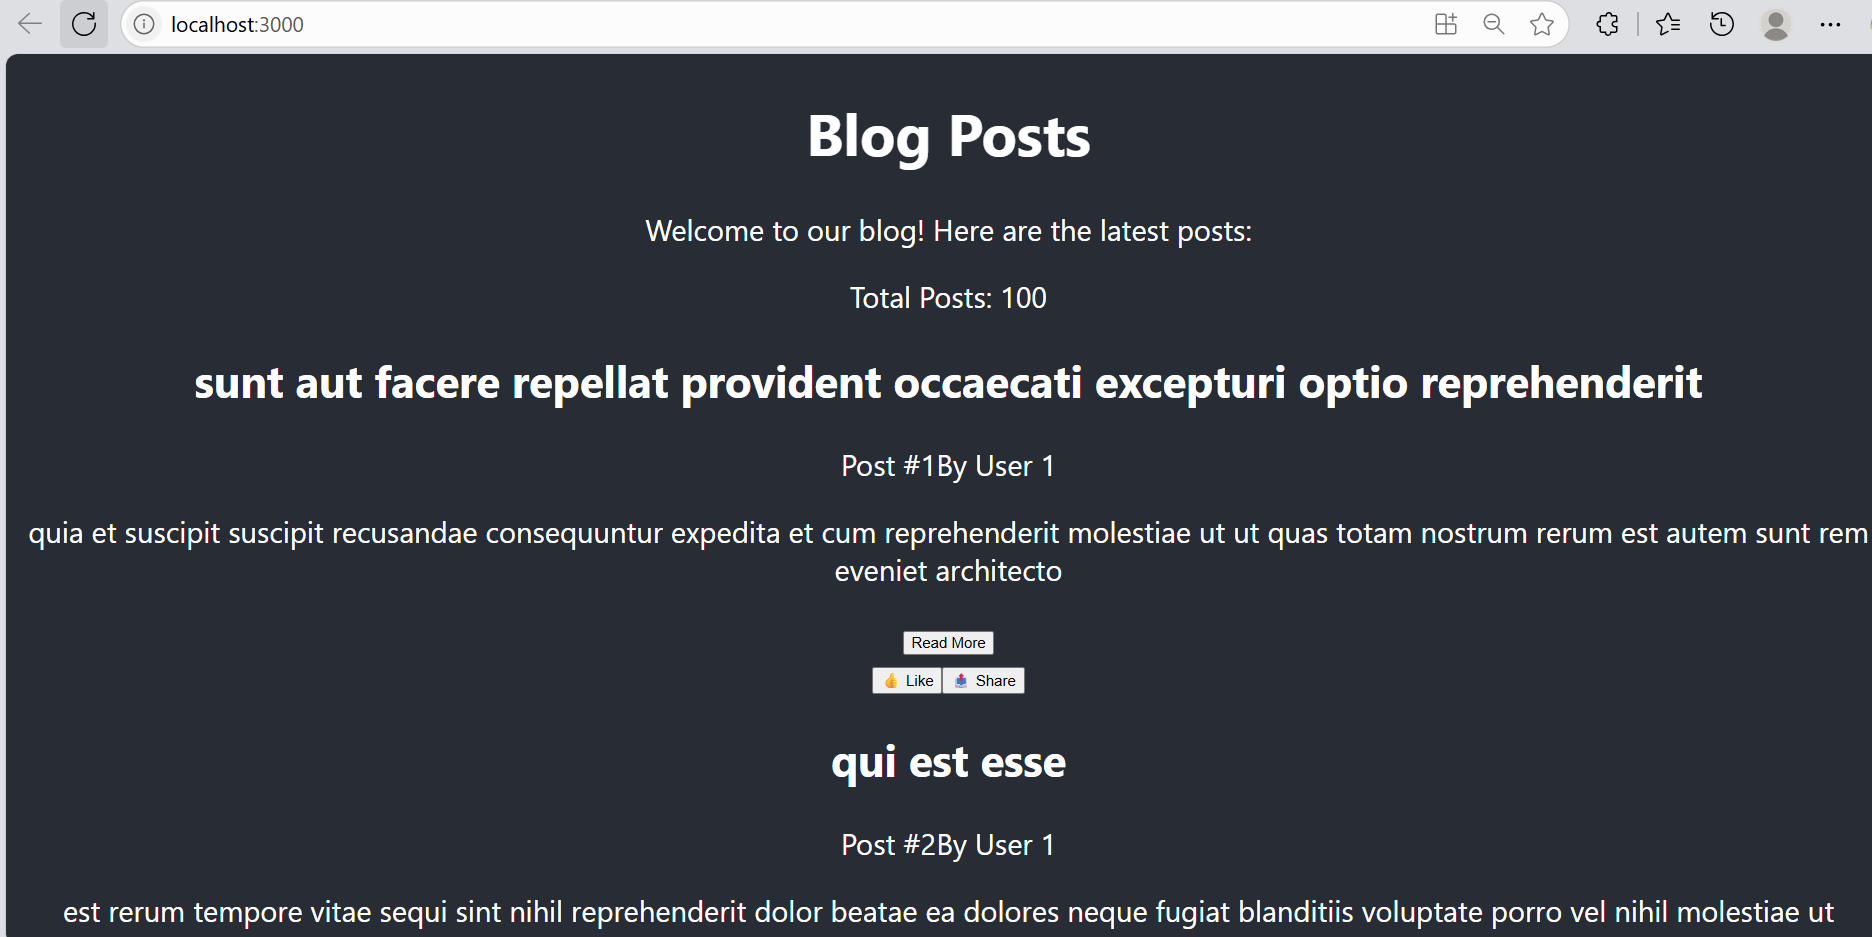 localhost:3000
Blog Posts
Welcome to our blog! Here are the latest posts:
Total Posts: 100
sunt aut facere repellat provident occaecati excepturi optio reprehenderit
Post #1By User 1
quia et suscipit suscipit recusandae consequuntur expedita et cum reprehenderit molestiae ut ut quas totam nostrum rerum est autem sunt rem
eveniet architecto
Read More
👍 Like 📤 Share
qui est esse
Post #2By User 1
est rerum tempore vitae sequi sint nihil reprehenderit dolor beatae ea dolores neque fugiat blanditiis voluptate porro vel nihil molestiae ut